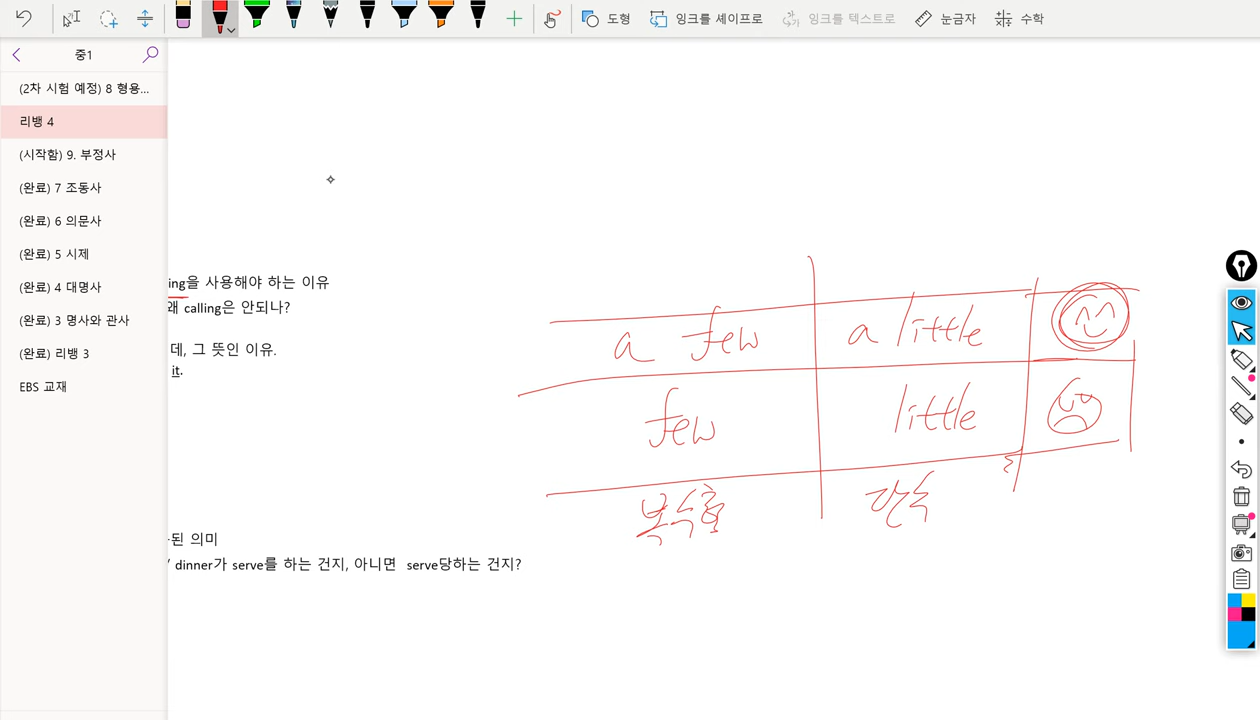 도형
잉크를 셰이프로
잉크를 텍스트로
눈금자
수학
중1
(2차 시험 예정) 8 형용...
리뱅 4
(시작함) 9. 부정사
(완료) 7 조동사
(완료) 6 의문사
(완료) 5 시제
(완료) 4 대명사
(완료) 3 명사와 관사
(완료) 리뱅 3
EBS 교재
ing을 사용해야 하는 이유
왜 calling은 안되나?
데, 그 뜻인 이유.
it.
된 의미
/ dinner가 serve를 하는 건지, 아니면 serve당하는 건지?
a few a little
few little
복수형 단수